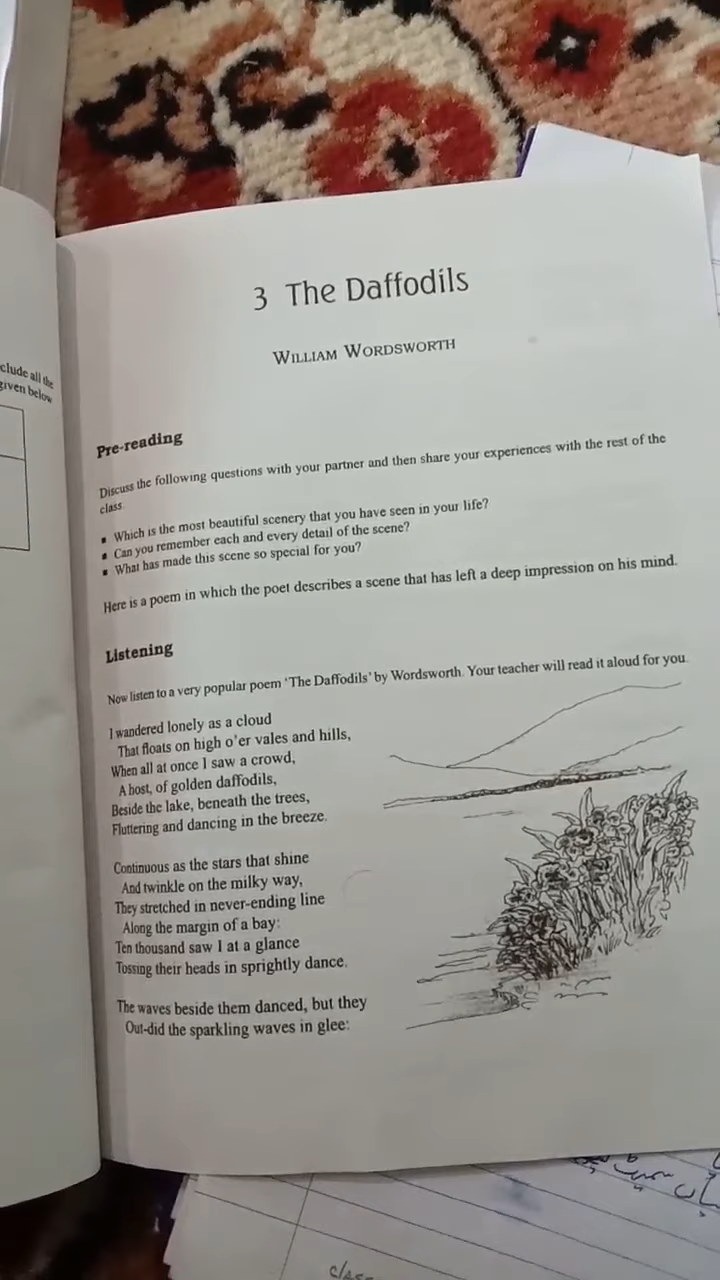 clude all the
given below
3 The Daffodils
WILLIAM WORDSWORTH
Pre-reading
Discuss the following questions with your partner and then share your experiences with the rest of the
class.
▪ Which is the most beautiful scenery that you have seen in your life?
▪ Can you remember each and every detail of the scene?
▪ What has made this scene so special for you?
Here is a poem in which the poet describes a scene that has left a deep impression on his mind.
Listening
Now listen to a very popular poem ‘The Daffodils’ by Wordsworth. Your teacher will read it aloud for you.
I wandered lonely as a cloud
That floats on high o’er vales and hills,
When all at once I saw a crowd,
A host, of golden daffodils,
Beside the lake, beneath the trees,
Fluttering and dancing in the breeze.
Continuous as the stars that shine
And twinkle on the milky way,
They stretched in never-ending line
Along the margin of a bay:
Ten thousand saw I at a glance
Tossing their heads in sprightly dance.
The waves beside them danced, but they
Out-did the sparkling waves in glee:
class